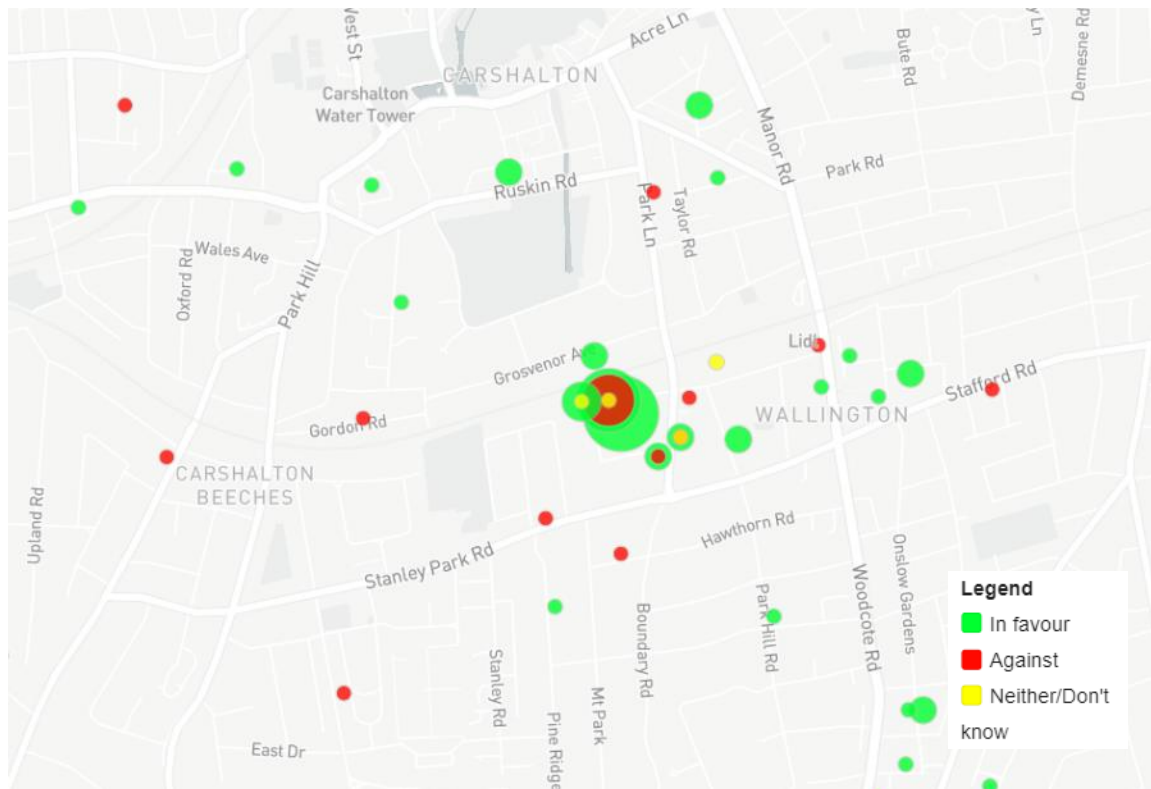 West St
Acre Ln
y Ln
Bute Rd
Demesne Rd
CARSHALTON
Carshalton
Water Tower
Manor Rd
Park Rd
Ruskin Rd
Park Ln
Taylor Rd
Wales Ave
Oxford Rd
Park Hill
Grosvenor Ave
Lidl
Stafford Rd
WALLINGTON
Gordon Rd
CARSHALTON
BEECHES
Upland Rd
Hawthorn Rd
Stanley Park Rd
Onslow Gardens
Woodcote Rd
Park Hill Rd
Boundary Rd
Stanley Rd
Mt Park
Pine Ridge
East Dr
Legend
In favour
Against
Neither/Don't
know